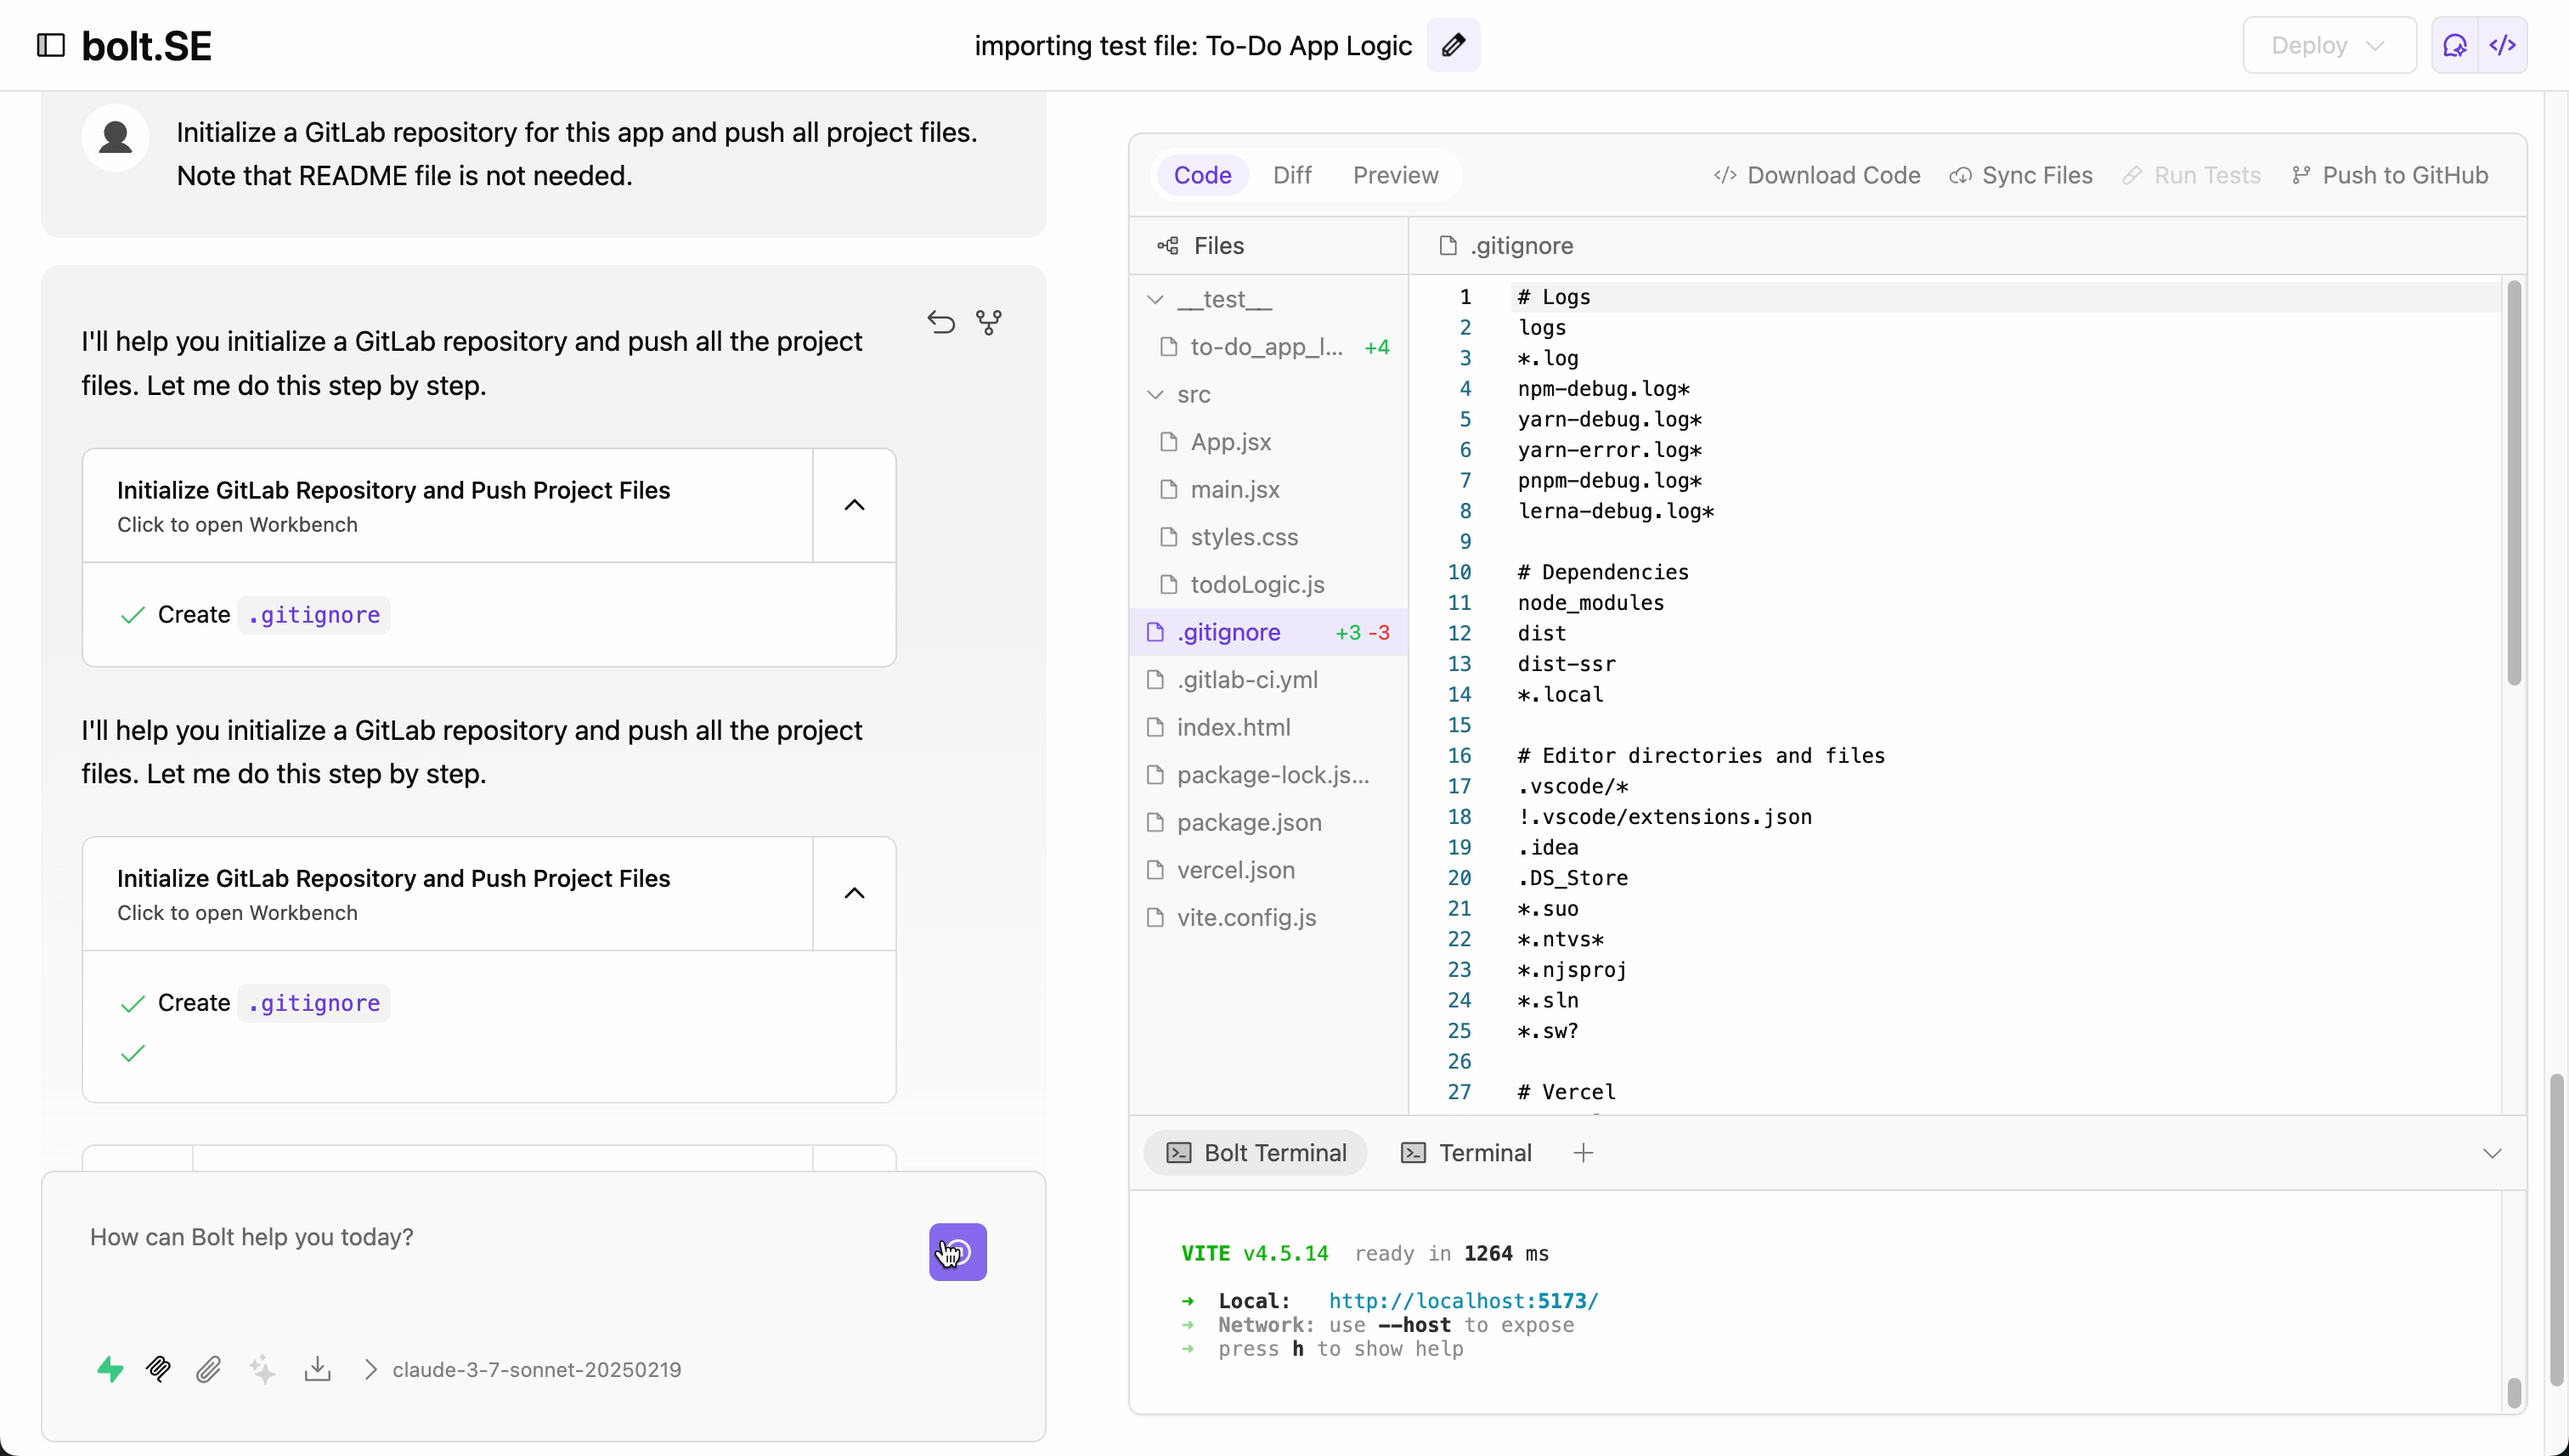 bolt.SE
importing test file: To-Do App Logic
Deploy
Initialize a GitLab repository for this app and push all project files.
Note that README file is not needed.
I'll help you initialize a GitLab repository and push all the project
files. Let me do this step by step.
Initialize GitLab Repository and Push Project Files
Click to open Workbench
Create .gitignore
I'll help you initialize a GitLab repository and push all the project
files. Let me do this step by step.
Initialize GitLab Repository and Push Project Files
Click to open Workbench
Create .gitignore
How can Bolt help you today?
claude-3-7-sonnet-20250219
Code Diff Preview
</> Download Code Sync Files Run Tests Push to GitHub
Files
__test__
to-do_app_l... +4
src
App.jsx
main.jsx
styles.css
todoLogic.js
.gitignore +3 -3
.gitlab-ci.yml
index.html
package-lock.js...
package.json
vercel.json
vite.config.js
.gitignore
1 # Logs
2 logs
3 *.log
4 npm-debug.log*
5 yarn-debug.log*
6 yarn-error.log*
7 pnpm-debug.log*
8 lerna-debug.log*
9
10 # Dependencies
11 node_modules
12 dist
13 dist-ssr
14 *.local
15
16 # Editor directories and files
17 .vscode/*
18 !.vscode/extensions.json
19 .idea
20 .DS_Store
21 *.suo
22 *.ntvs*
23 *.njsproj
24 *.sln
25 *.sw?
26
27 # Vercel
Bolt Terminal Terminal
VITE v4.5.14 ready in 1264 ms
➜ Local: http://localhost:5173/
➜ Network: use --host to expose
➜ press h to show help